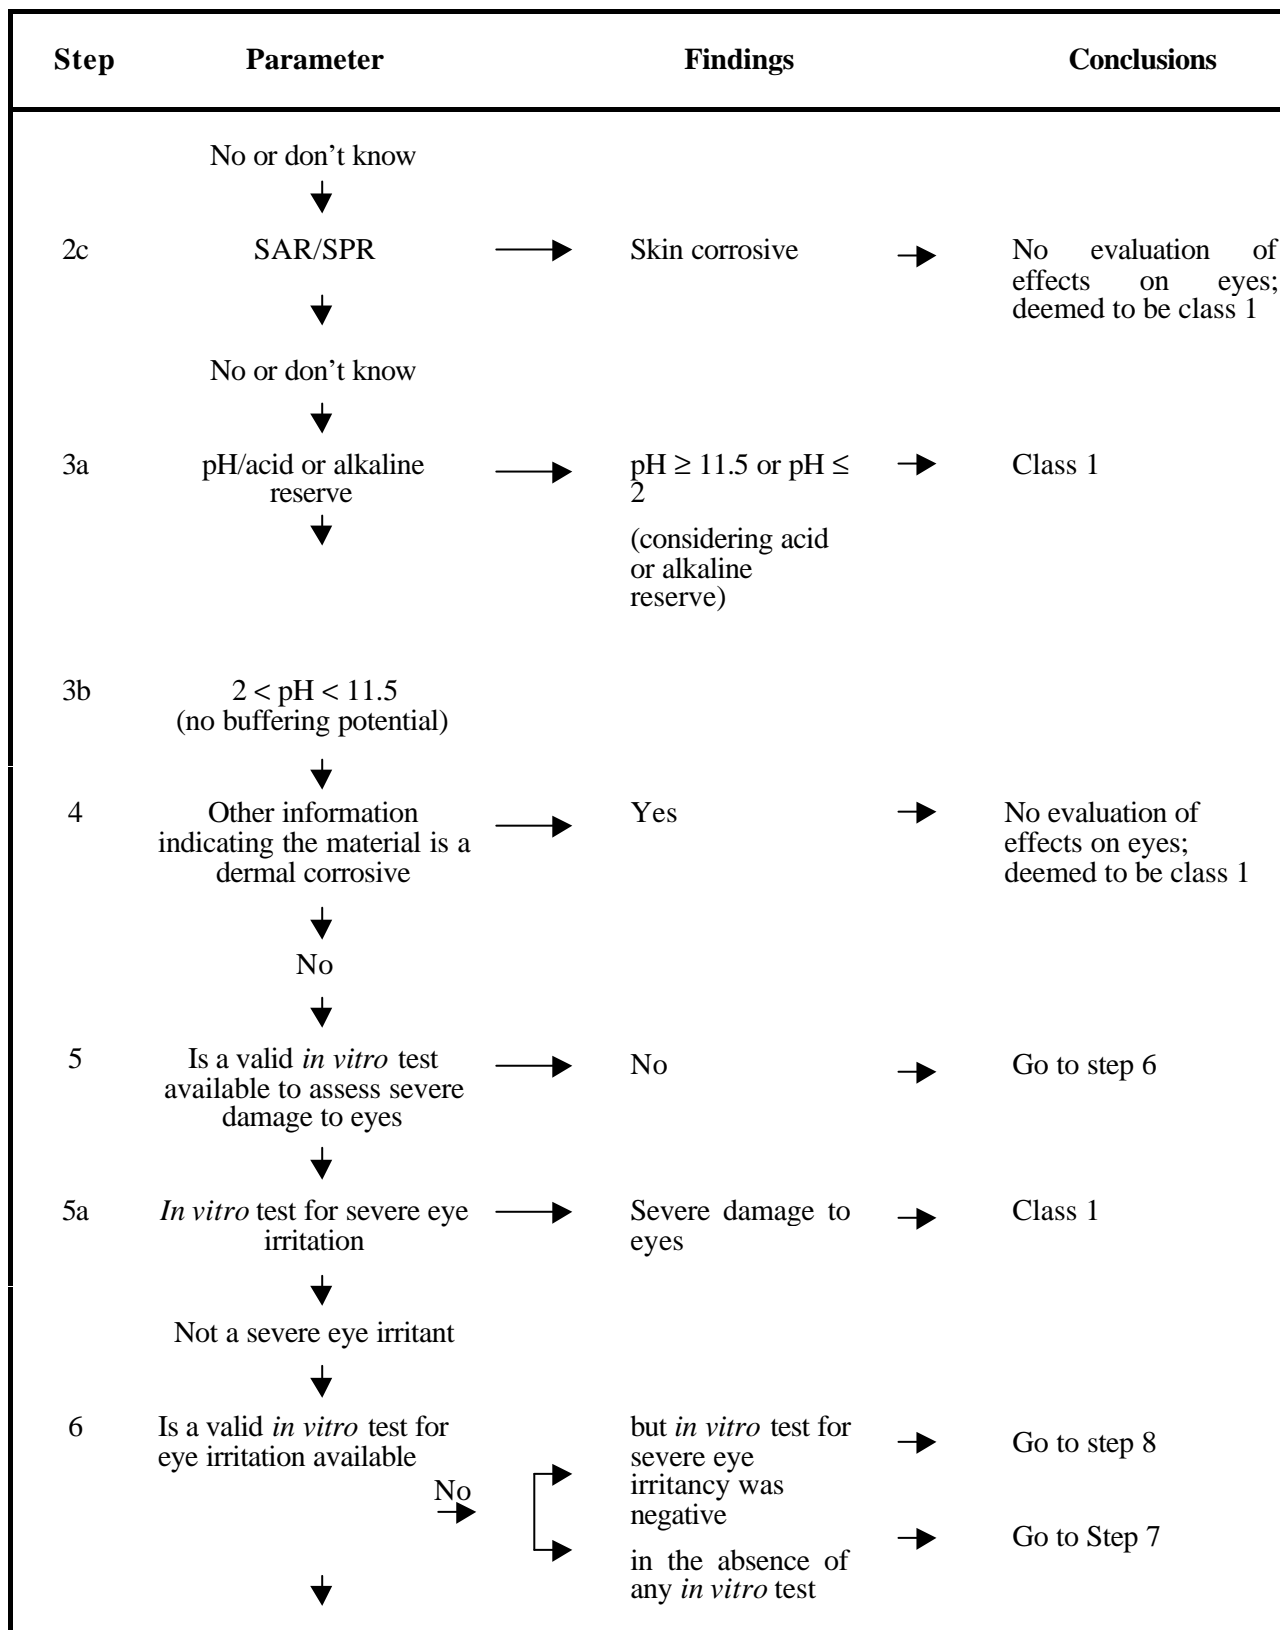 Step Parameter Findings Conclusions
No or don't know
2c SAR/SPR Skin corrosive No evaluation of
effects on eyes;
deemed to be class 1
No or don't know
3a pH/acid or alkaline pH ≥ 11.5 or pH ≤ Class 1
reserve 2
(considering acid
or alkaline
reserve)
3b 2 < pH < 11.5
(no buffering potential)
4 Other information Yes No evaluation of
indicating the material is a effects on eyes;
dermal corrosive deemed to be class 1
No
5 Is a valid in vitro test No Go to step 6
available to assess severe
damage to eyes
5a In vitro test for severe eye Severe damage to Class 1
irritation eyes
Not a severe eye irritant
6 Is a valid in vitro test for but in vitro test for Go to step 8
eye irritation available severe eye
No irritancy was
negative
in the absence of Go to Step 7
any in vitro test